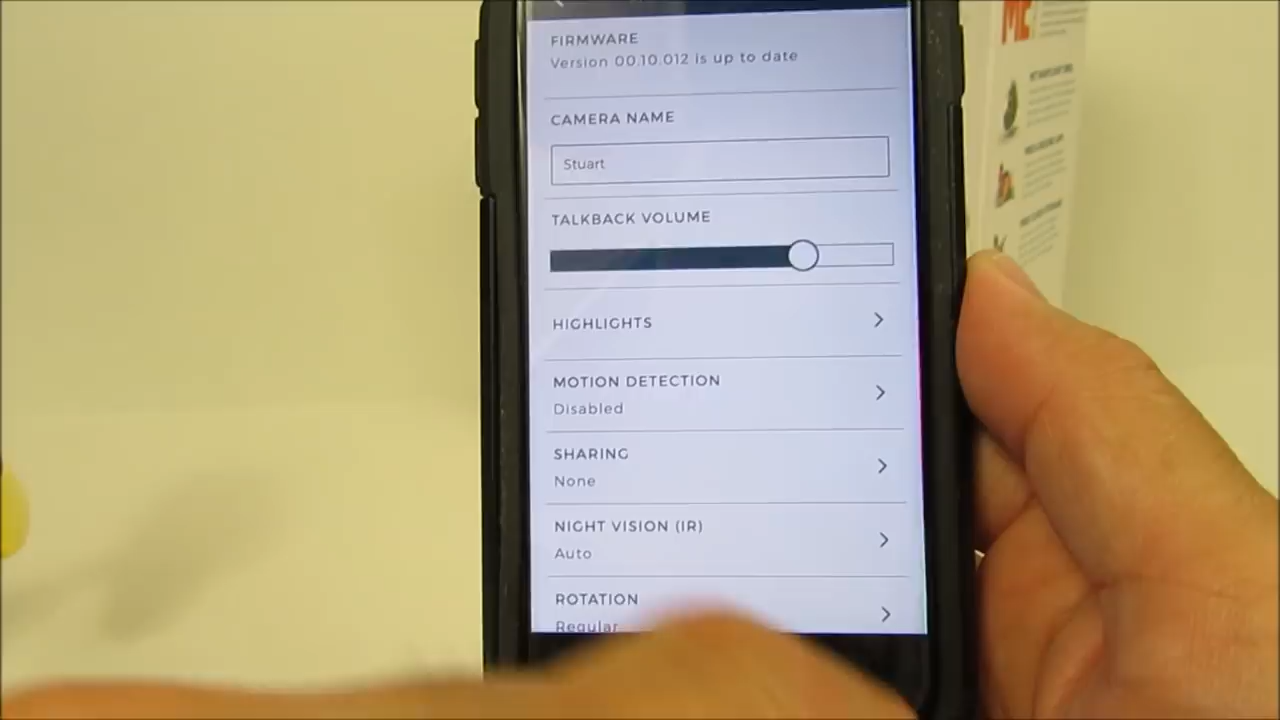 FIRMWARE
Version 00.10.012 is up to date
CAMERA NAME
Stuart
TALKBACK VOLUME
HIGHLIGHTS
MOTION DETECTION
Disabled
SHARING
None
NIGHT VISION (IR)
Auto
ROTATION
Regular
ME